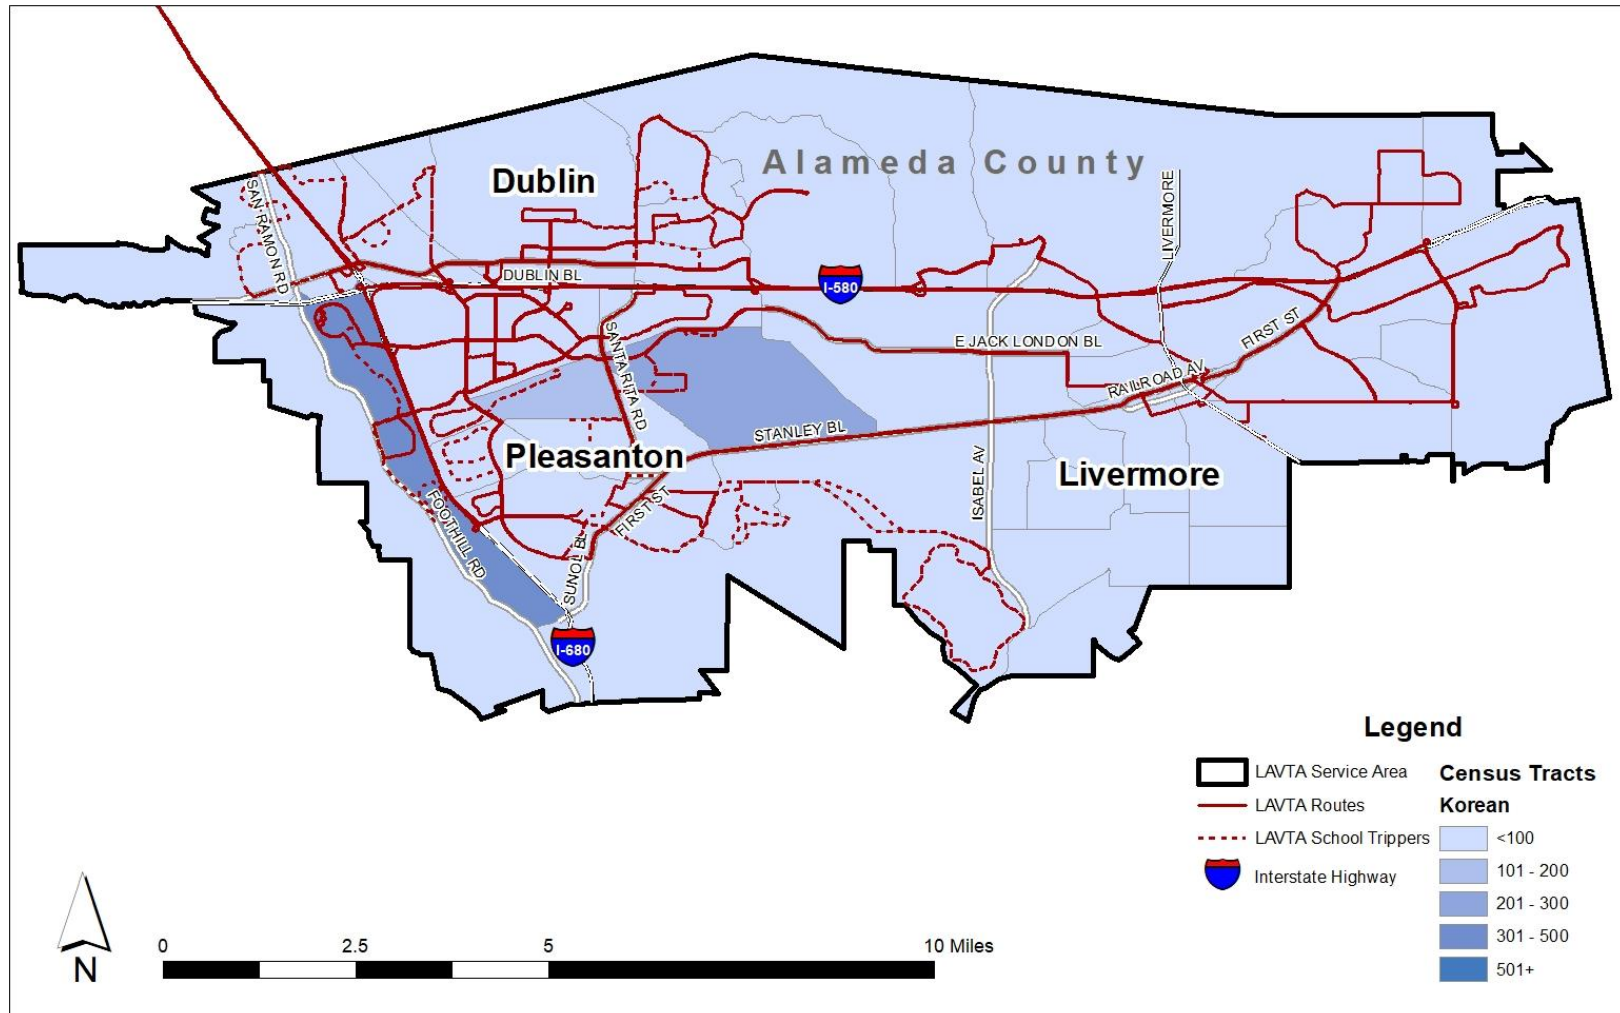 Alameda County
Dublin
SAN RAMON RD
LIVERMORE
DUBLIN BL
I-580
E JACK LONDON BL
FIRST ST
SANTA RITA RD
RAILROAD AV
STANLEY BL
Pleasanton
Livermore
ISABEL AV
FOOTHILL RD
FIRST ST
SUNOL BL
I-680
Legend
LAVTA Service Area
LAVTA Routes
LAVTA School Trippers
Interstate Highway
Census Tracts
Korean
<100
101 - 200
201 - 300
301 - 500
501+
N
0 2.5 5 10 Miles